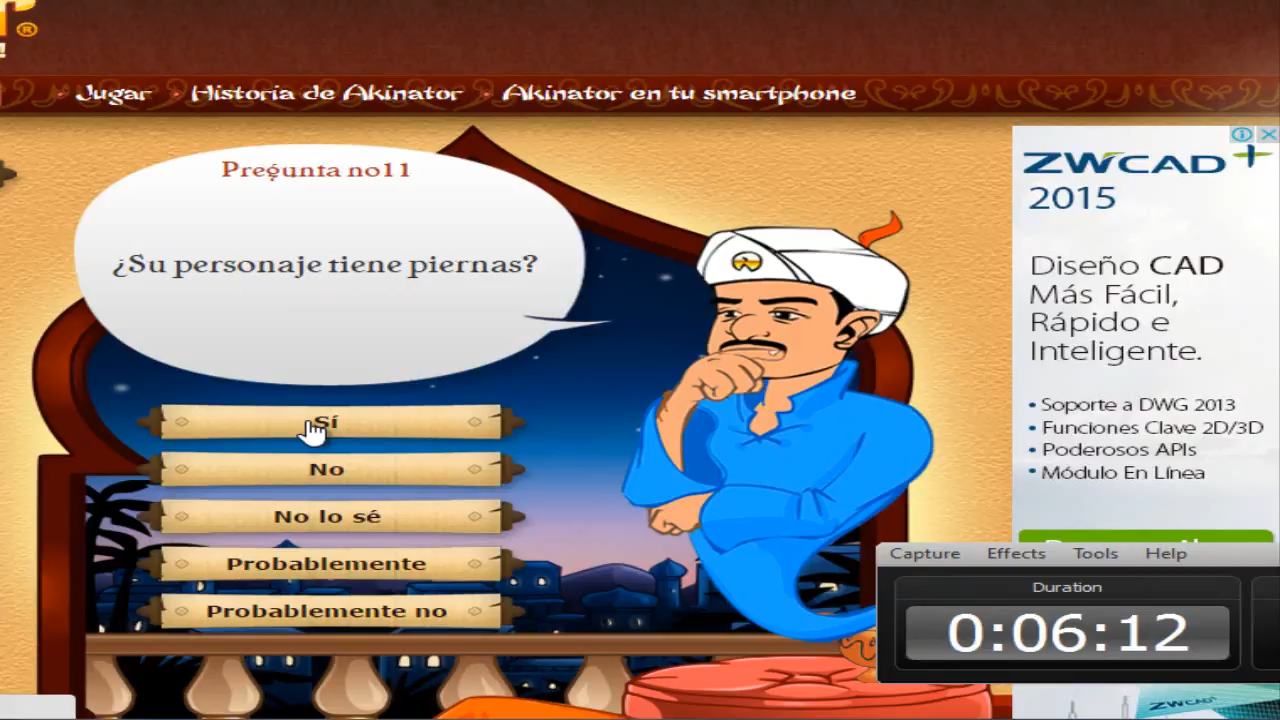 Jugar
Historia de Akinator
Akinator en tu smartphone
Pregunta no11
¿Su personaje tiene piernas?
Sí
No
No lo sé
Probablemente
Probablemente no
ZWCAD+
2015
Diseño CAD
Más Fácil,
Rápido e
Inteligente.
• Soporte a DWG 2013
• Funciones Clave 2D/3D
• Poderosos APIs
• Módulo En Línea
Capture Effects Tools Help
Duration
0:06:12
ZWCAD+